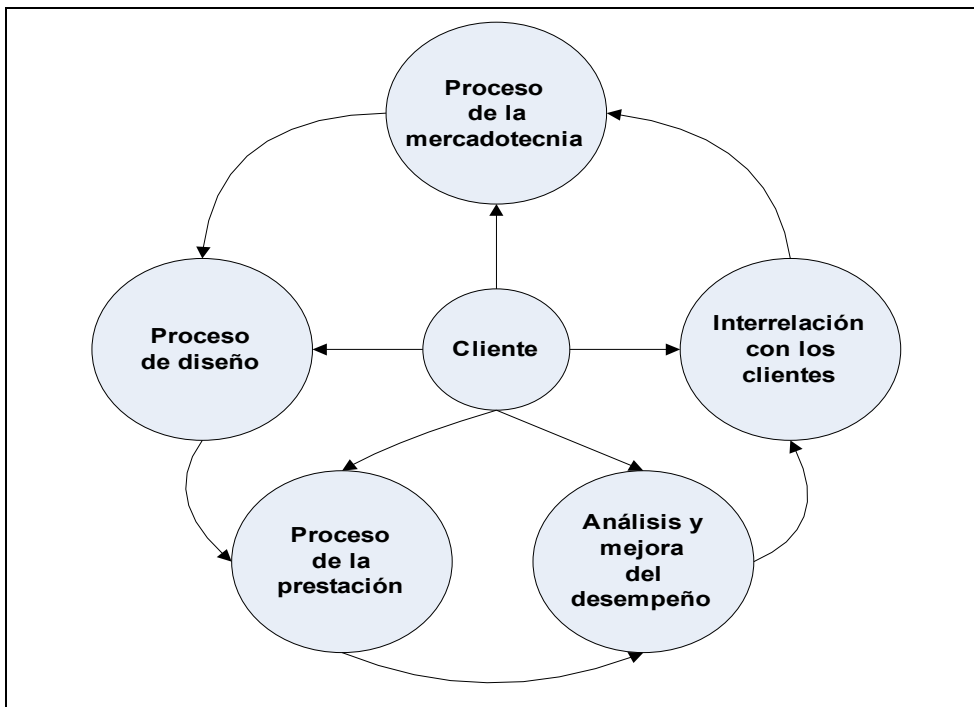 Proceso
de la
mercadotecnia
Proceso
de diseño
Cliente
Interrelación
con los
clientes
Proceso
de la
prestación
Análisis y
mejora
del
desempeño